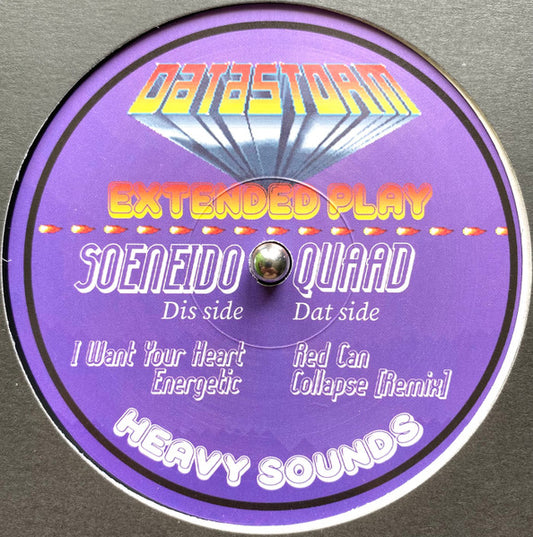 DATASTORM
EXTENDED PLAY
SOENEIDO QUAAD
Dis side Dat side
I Want Your Heart Red Can
Energetic Collapse [Remix]
HEAVY SOUNDS